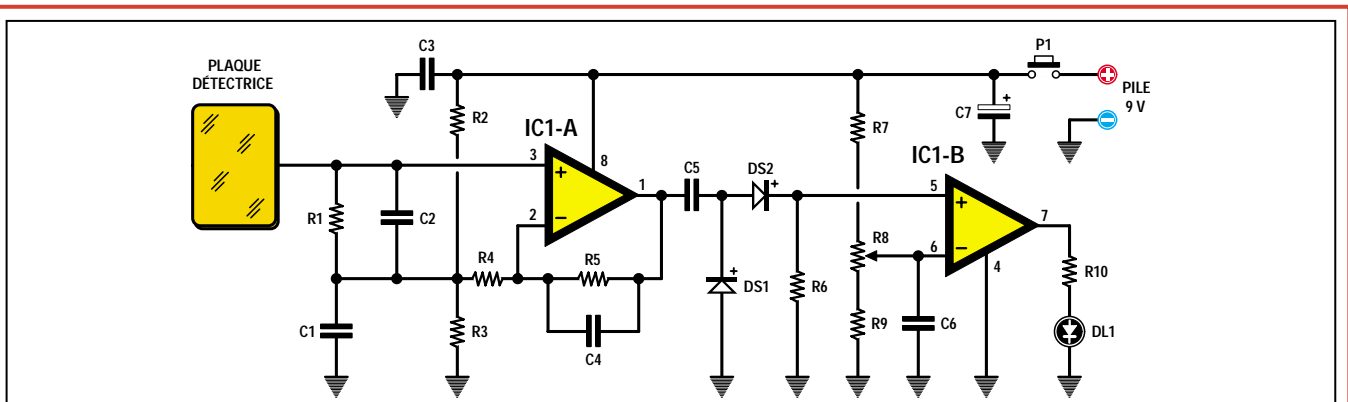 PLAQUE
DÉTECTRICE
C3
P1
PILE
9 V
R2
C7
+
R7
IC1-A
IC1-B
3
+
8
C5
DS2
+
5
+
1
7
R1
C2
2
−
R8
6
−
4
R10
R4
R5
+
DS1
R6
C1
R3
C4
R9
C6
DL1